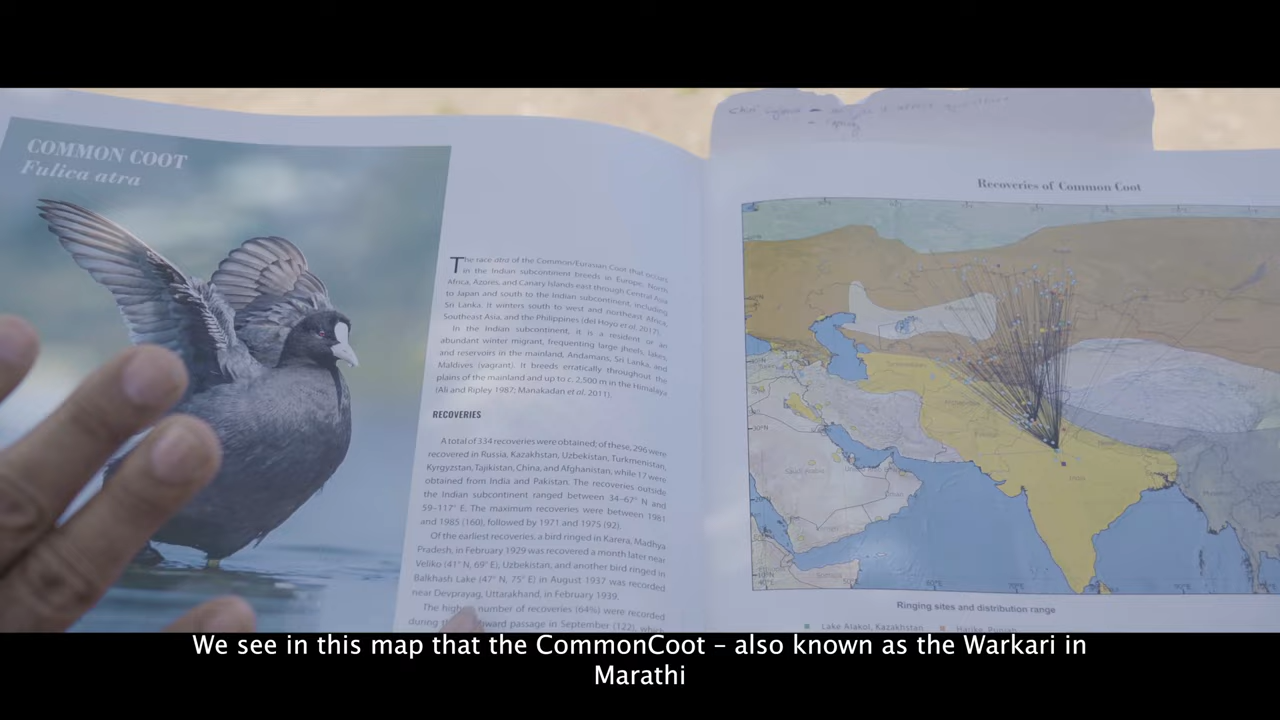 COMMON COOT
Fulica atra
The race atra of the Common/Eurasian Coot that occurs
in the Indian subcontinent breeds in Europe, North
Africa, Azores, and Canary Islands east through Central Asia
to Japan and south to the Indian subcontinent, including
Sri Lanka. It winters south to west and northeast Africa,
Southeast Asia, and the Philippines (del Hoyo et al. 2017).
In the Indian subcontinent, it is a resident or an
abundant winter migrant, frequenting large jheels, lakes,
and reservoirs in the mainland, Andamans, Sri Lanka, and
Maldives (vagrant). It breeds erratically throughout the
plains of the mainland and up to c. 2,500 m in the Himalaya
(Ali and Ripley 1987; Manakadan et al. 2011).
RECOVERIES
A total of 334 recoveries were obtained; of these, 296 were
recovered in Russia, Kazakhstan, Uzbekistan, Turkmenistan,
Kyrgyzstan, Tajikistan, China, and Afghanistan, while 17 were
obtained from India and Pakistan. The recoveries outside
the Indian subcontinent ranged between 34–67° N and
59–117° E. The maximum recoveries were between 1981
and 1985 (160), followed by 1971 and 1975 (92).
Of the earliest recoveries, a bird ringed in Karera, Madhya
Pradesh, in February 1929 was recovered a month later near
Veliko (41° N, 69° E), Uzbekistan, and another bird ringed in
Balkhash Lake (47° N, 75° E) in August 1937 was recorded
near Devprayag, Uttarakhand, in February 1939.
The number of recoveries (64%) were recorded
during passage in September (122), which
Recoveries of Common Coot
Saudi Arabia
Oman
India
Ringing sites and distribution range
Lake Alakol, Kazakhstan
We see in this map that the CommonCoot – also known as the Warkari in
Marathi